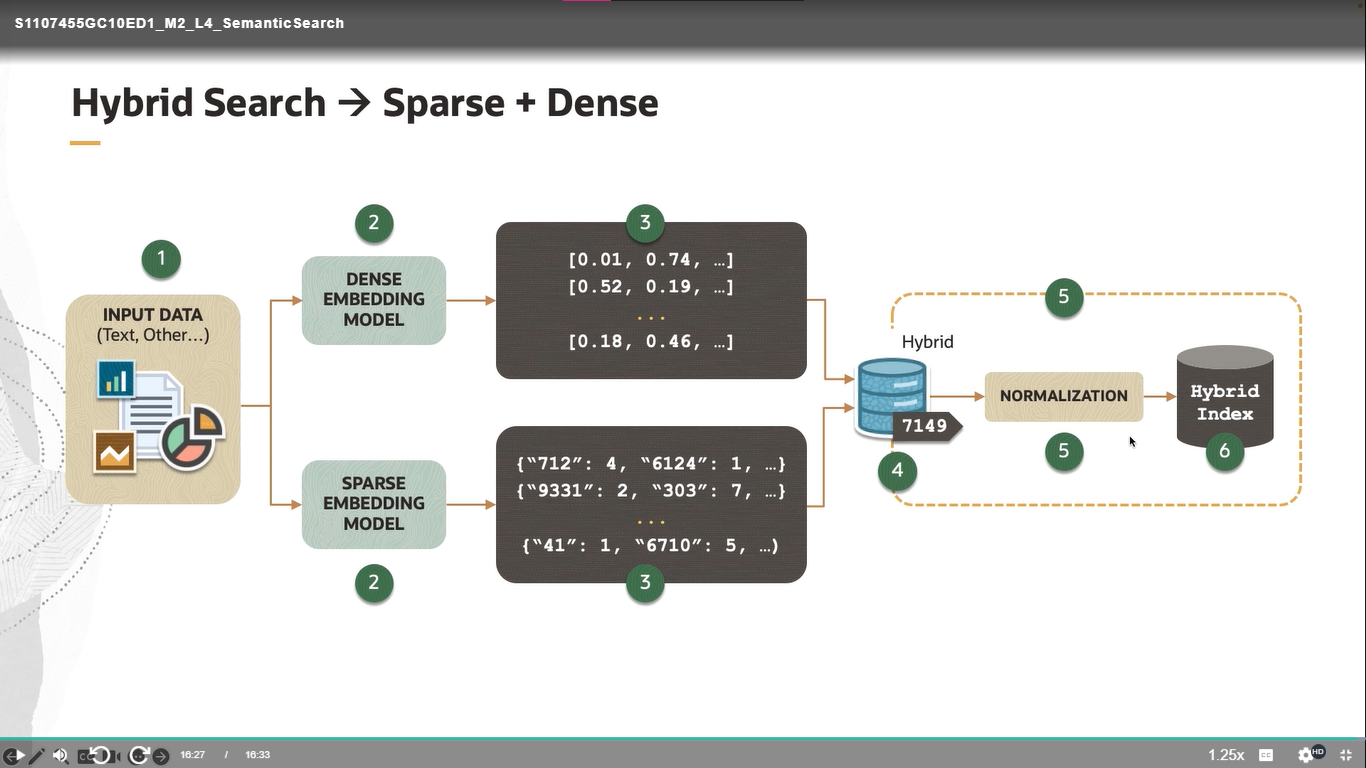 S1107455GC10ED1_M2_L4_SemanticSearch
Hybrid Search → Sparse + Dense
1
INPUT DATA
(Text, Other...)
2
DENSE
EMBEDDING
MODEL
SPARSE
EMBEDDING
MODEL
2
3
[0.01, 0.74, …]
[0.52, 0.19, …]
...
[0.18, 0.46, …]
{“712”: 4, “6124”: 1, …}
{“9331”: 2, “303”: 7, …}
...
{“41”: 1, “6710”: 5, …)
3
Hybrid
7149
4
5
NORMALIZATION
5
Hybrid
Index
6
16:27 / 16:33
1.25x
CC
HD